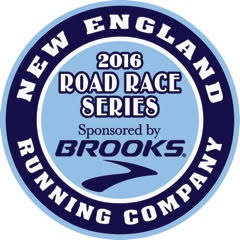 NEW ENGLAND
2016
ROAD RACE
SERIES
Sponsored by
BROOKS®
RUNNING COMPANY